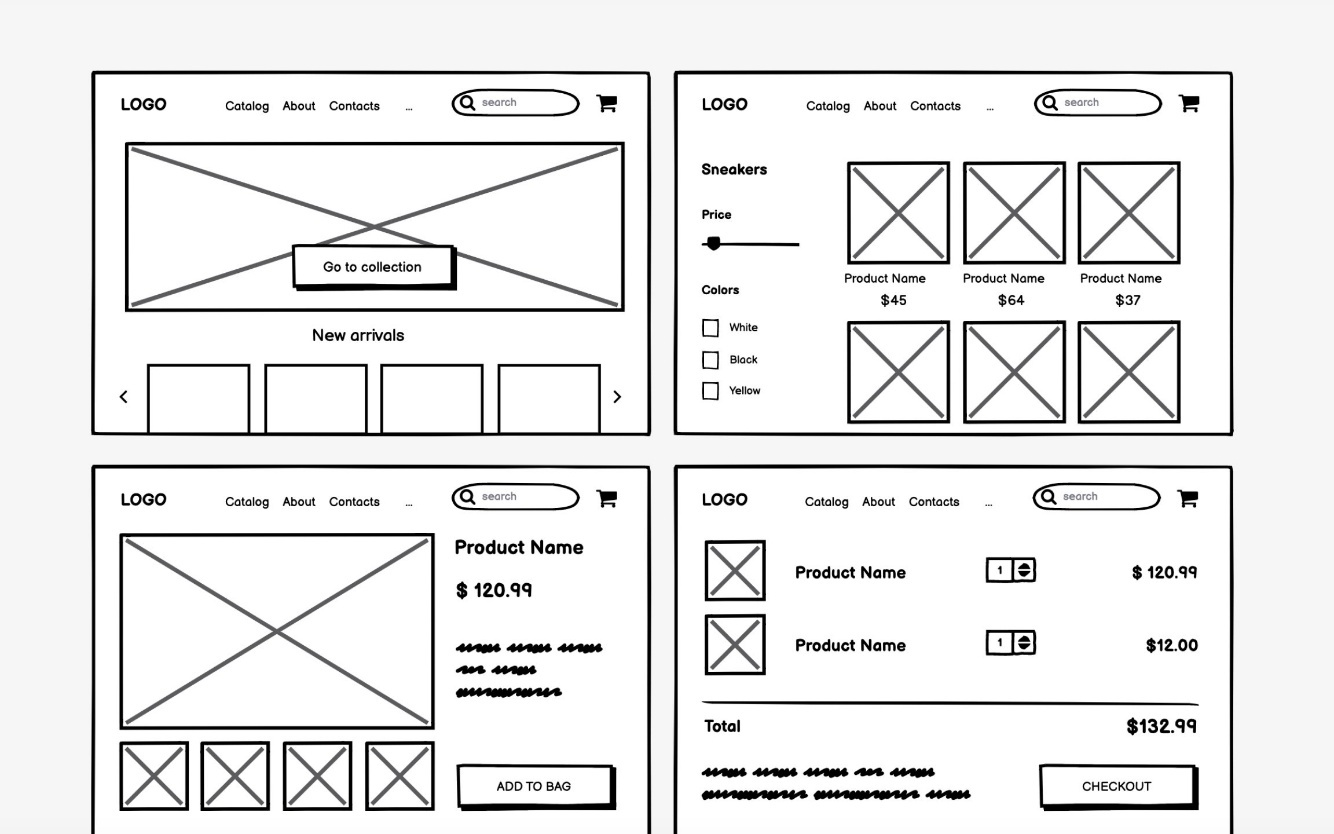 LOGO Catalog About Contacts ... search
Go to collection
New arrivals
LOGO Catalog About Contacts ... search
Sneakers
Price
Colors
White
Black
Yellow
Product Name Product Name Product Name
$45 $64 $37
LOGO Catalog About Contacts ... search
Product Name
$ 120.99
ADD TO BAG
LOGO Catalog About Contacts ... search
Product Name 1 $ 120.99
Product Name 1 $12.00
Total $132.99
CHECKOUT